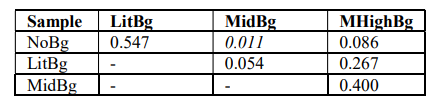 Sample LitBg MidBg MHighBg
NoBg 0.547 0.011 0.086
LitBg - 0.054 0.267
MidBg - - 0.400